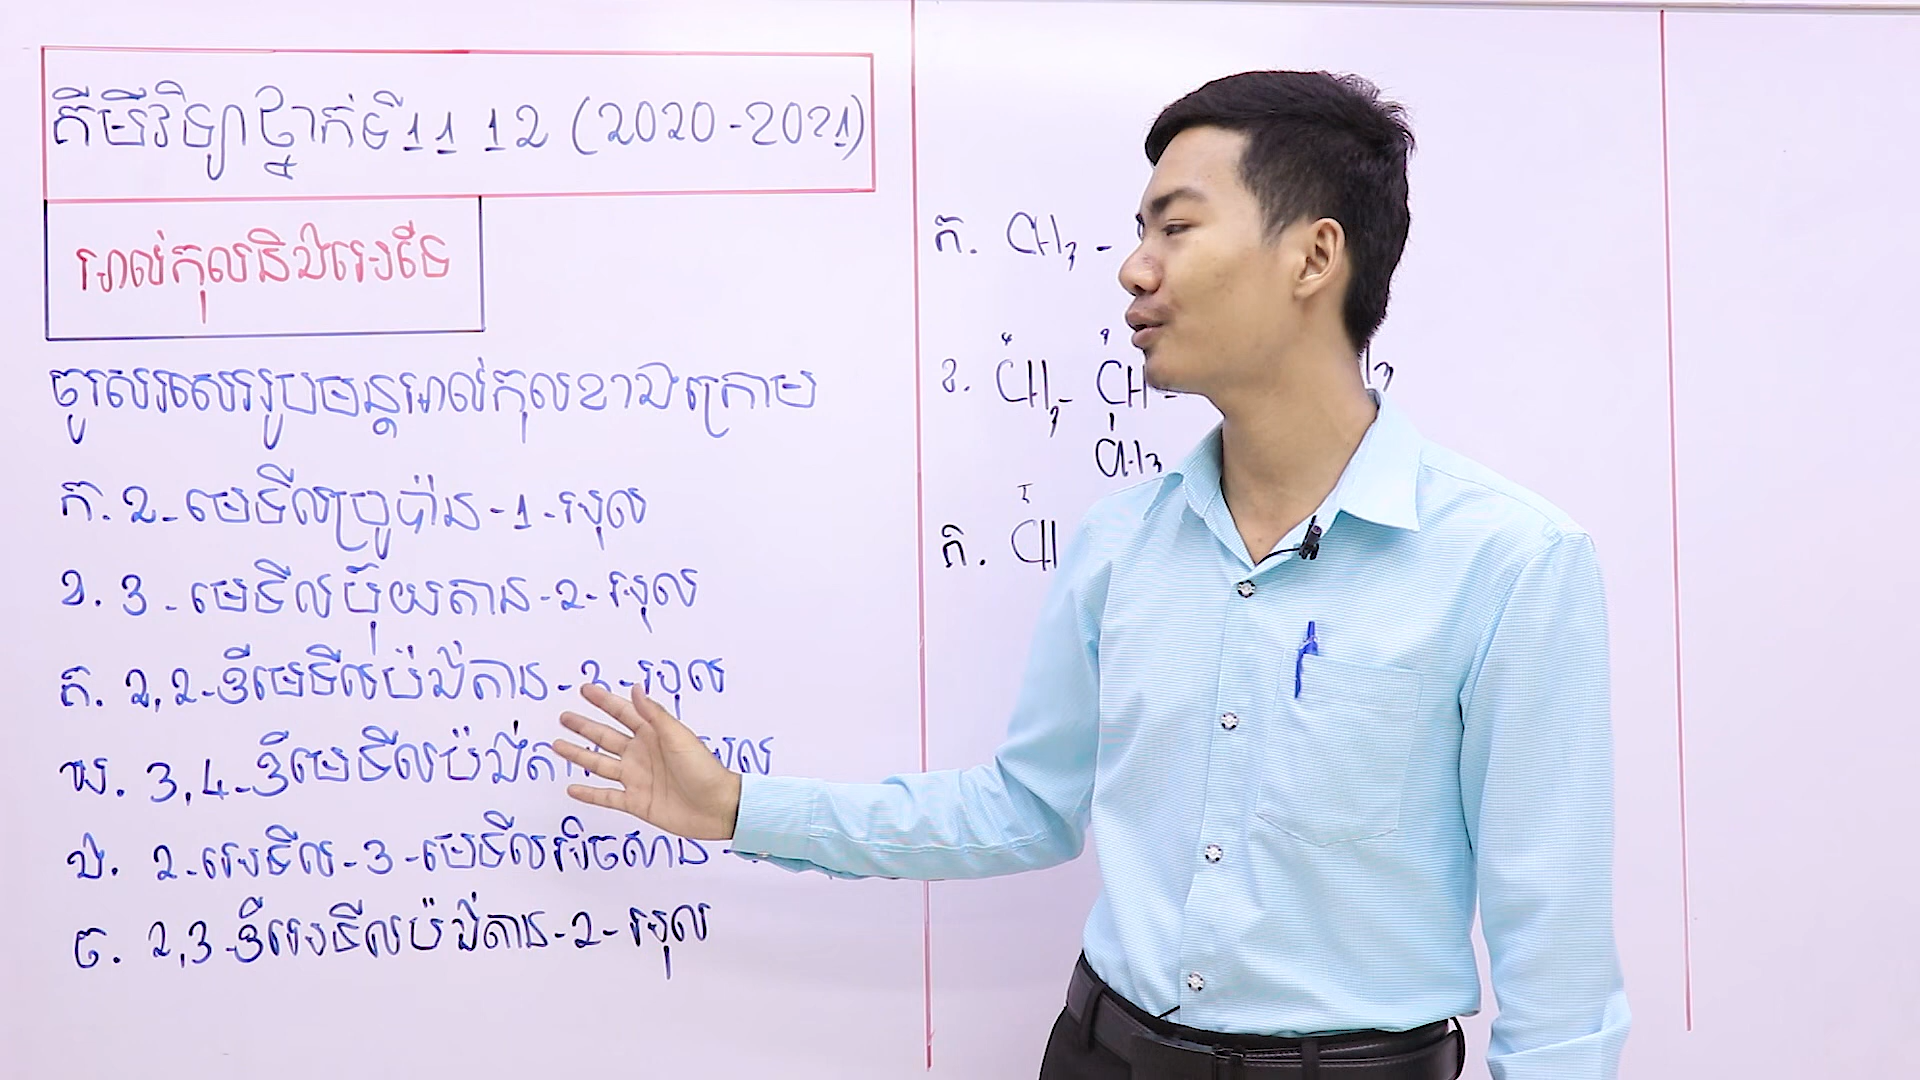 គីមីវិទ្យាថ្នាក់ទី11 12 (2020-2021)
អាល់កុលនិងអេទែ
ចូរសរសេររូបមន្តអាល់កុលខាងក្រោម
ក. 2-មេទីលប្រូប៉ាន-1-អុល
ខ. 3-មេទីលប៊ុយតាន-2-អុល
គ. 2,2-ឌីមេទីលប៉ង់តាន-3-អុល
ឃ. 3,4-ឌីមេទីលប៉ង់តា អុល
ង. 2-អេទីល-3-មេទីលអិចសាន-
ច. 2,3-ឌីអេទីលប៉ង់តាន-2-អុល
ក. CH3 -
ខ. CH3- CH -
CH3
គ. CH